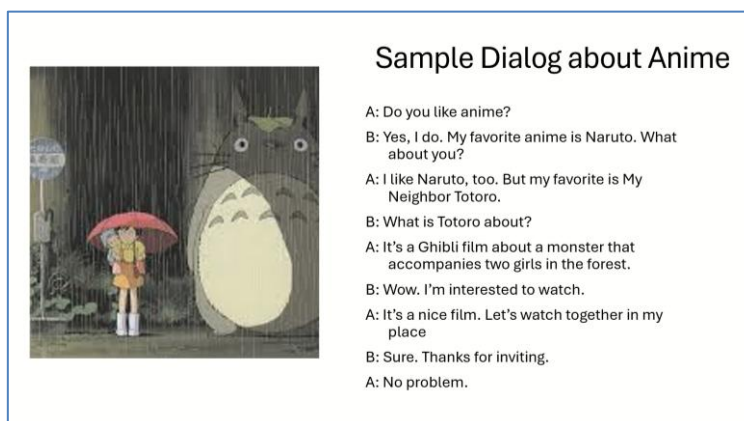 Sample Dialog about Anime
A: Do you like anime?
B: Yes, I do. My favorite anime is Naruto. What
about you?
A: I like Naruto, too. But my favorite is My
Neighbor Totoro.
B: What is Totoro about?
A: It’s a Ghibli film about a monster that
accompanies two girls in the forest.
B: Wow. I’m interested to watch.
A: It’s a nice film. Let’s watch together in my
place
B: Sure. Thanks for inviting.
A: No problem.